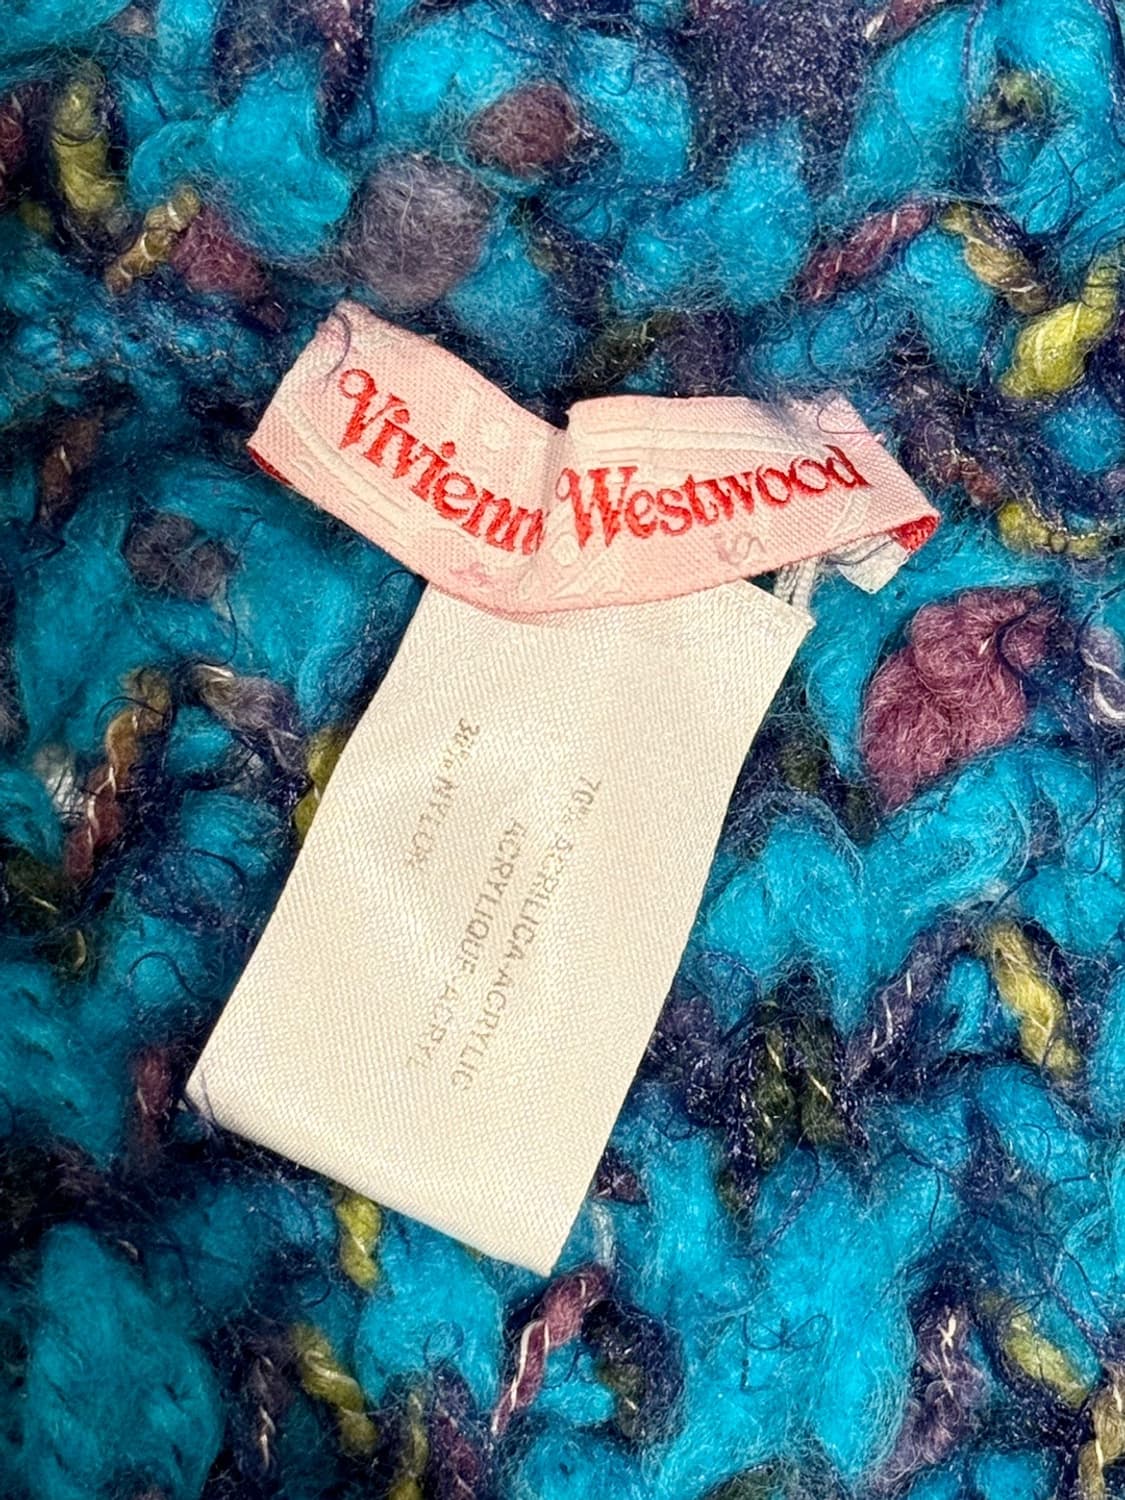 Vivienn Westwood
70% ACRILICA ACRYLIC
ACRYLIQUE ACRYL
30% NYLON